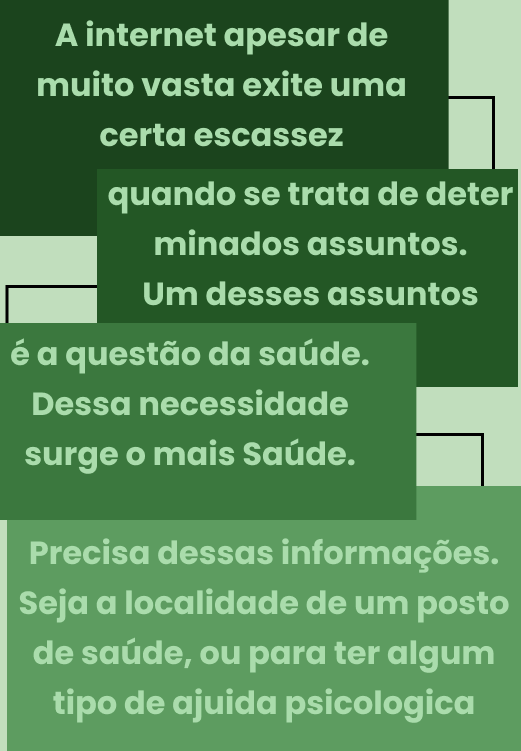 A internet apesar de
muito vasta exite uma
certa escassez
quando se trata de deter
minados assuntos.
Um desses assuntos
é a questão da saúde.
Dessa necessidade
surge o mais Saúde.
Precisa dessas informações.
Seja a localidade de um posto
de saúde, ou para ter algum
tipo de ajuida psicologica